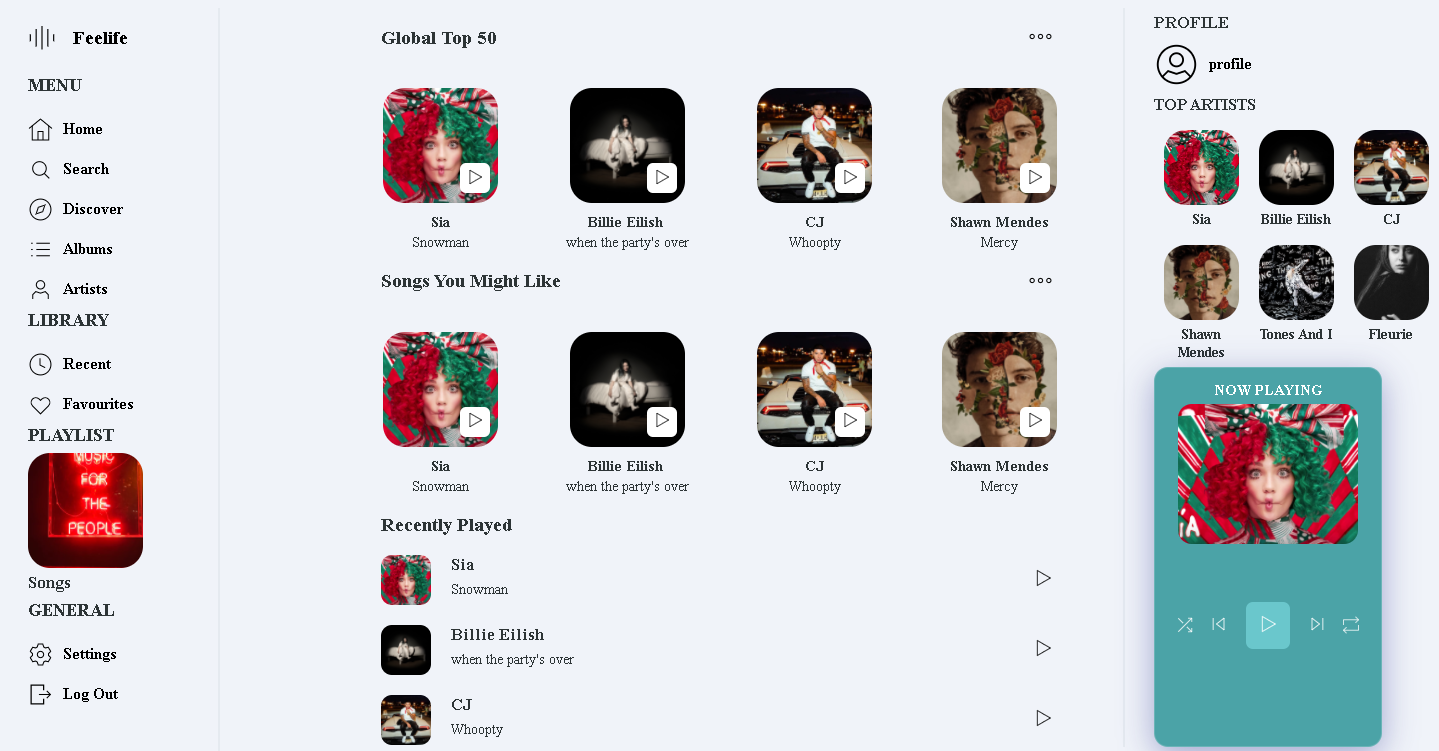 Feelife
MENU
Home
Search
Discover
Albums
Artists
LIBRARY
Recent
Favourites
PLAYLIST
MUSIC
FOR
THE
PEOPLE
Songs
GENERAL
Settings
Log Out
Global Top 50
Sia
Snowman
Billie Eilish
when the party's over
CJ
Whoopty
Shawn Mendes
Mercy
Songs You Might Like
Sia
Snowman
Billie Eilish
when the party's over
CJ
Whoopty
Shawn Mendes
Mercy
Recently Played
Sia
Snowman
Billie Eilish
when the party's over
CJ
Whoopty
PROFILE
profile
TOP ARTISTS
Sia
Billie Eilish
CJ
Shawn
Mendes
Tones And I
Fleurie
NOW PLAYING